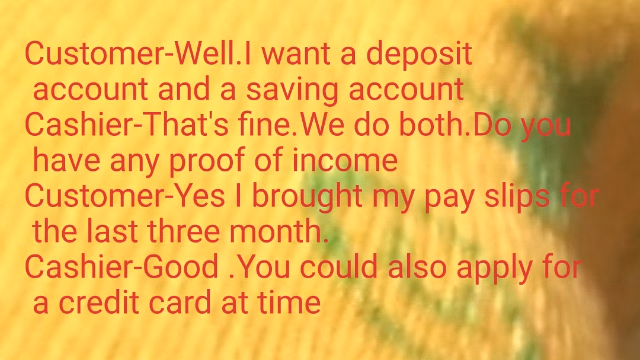 Customer-Well.I want a deposit
account and a saving account
Cashier-That's fine.We do both.Do you
have any proof of income
Customer-Yes I brought my pay slips for
the last three month.
Cashier-Good .You could also apply for
a credit card at time